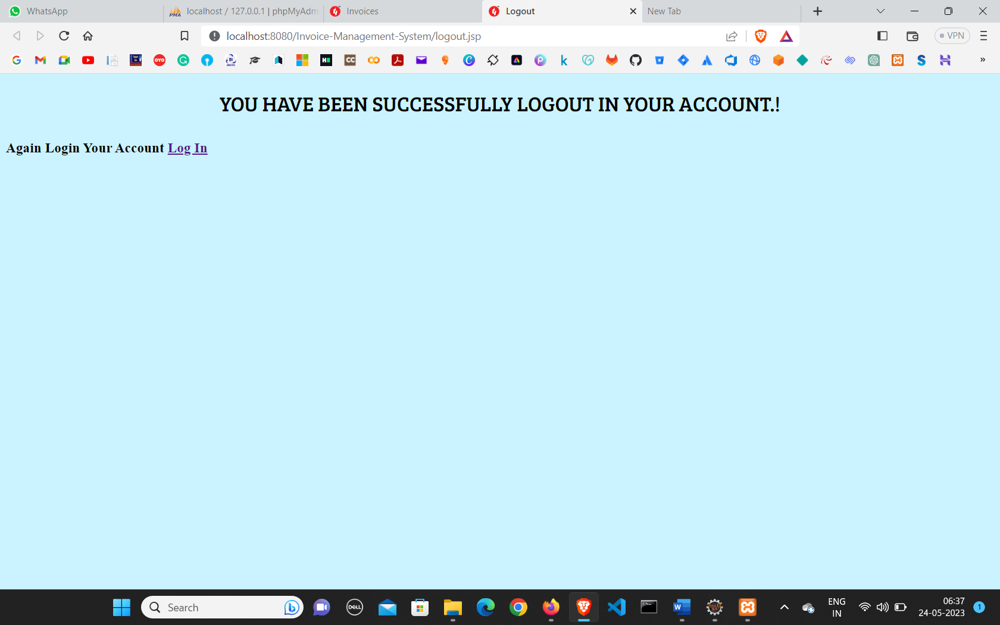 WhatsApp
localhost / 127.0.0.1 | phpMyAdm
Invoices
Logout
New Tab
localhost:8080/Invoice-Management-System/logout.jsp
VPN
YOU HAVE BEEN SUCCESSFULLY LOGOUT IN YOUR ACCOUNT.!
Again Login Your Account Log In
Search
ENG
IN
06:37
24-05-2023
1